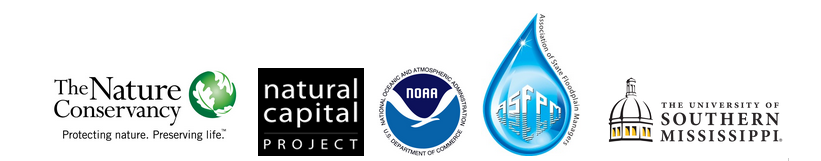 The Nature
Conservancy
Protecting nature. Preserving life.™
natural
capital
PROJECT
NATIONAL OCEANIC AND ATMOSPHERIC ADMINISTRATION
NOAA
U.S. DEPARTMENT OF COMMERCE
Association of State Floodplain Managers
ASFPM
THE UNIVERSITY OF
SOUTHERN
MISSISSIPPI.